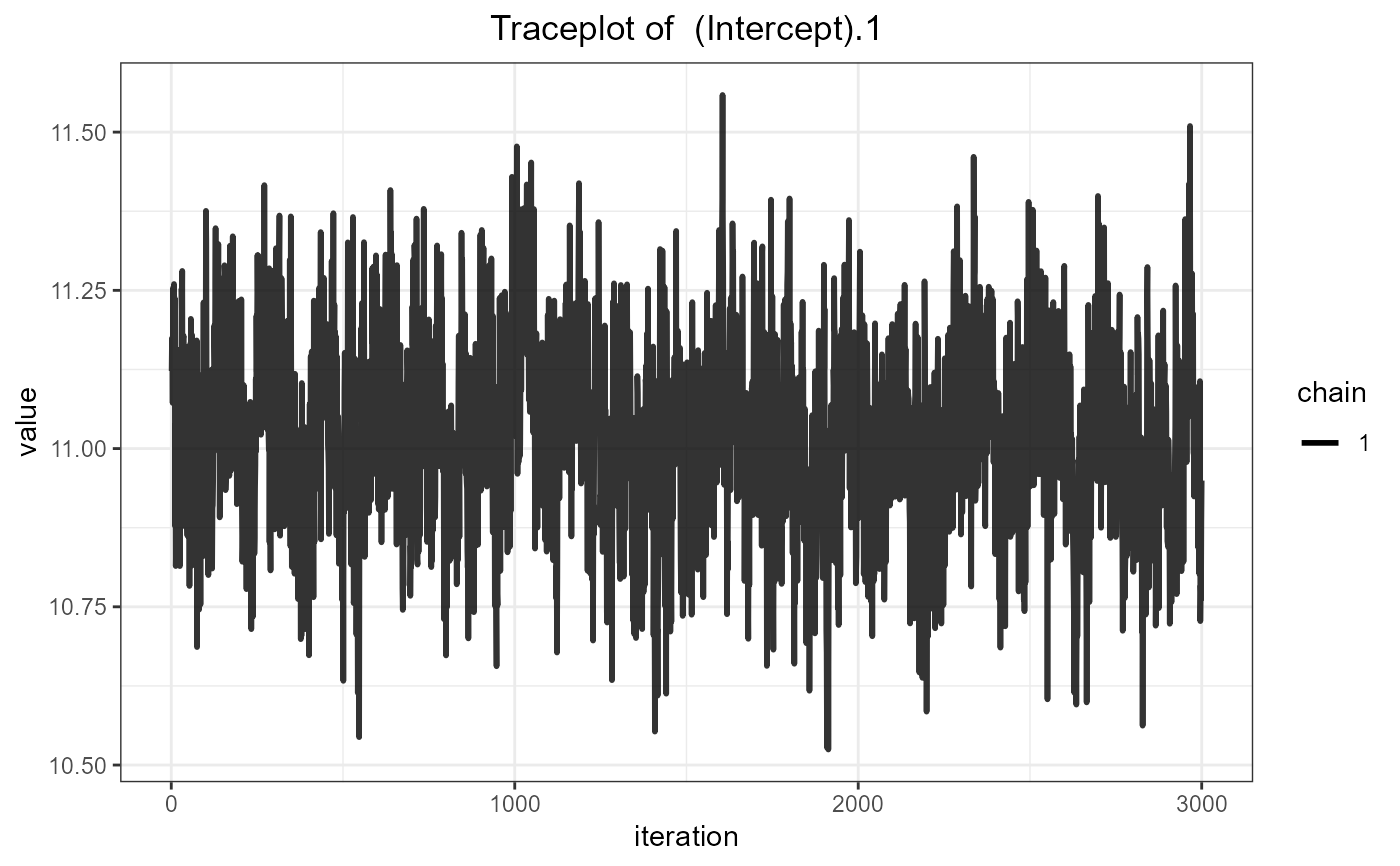 Traceplot of  (Intercept).1
11.50
11.25
11.00
10.75
10.50
value
0 1000 2000 3000
iteration
chain
1